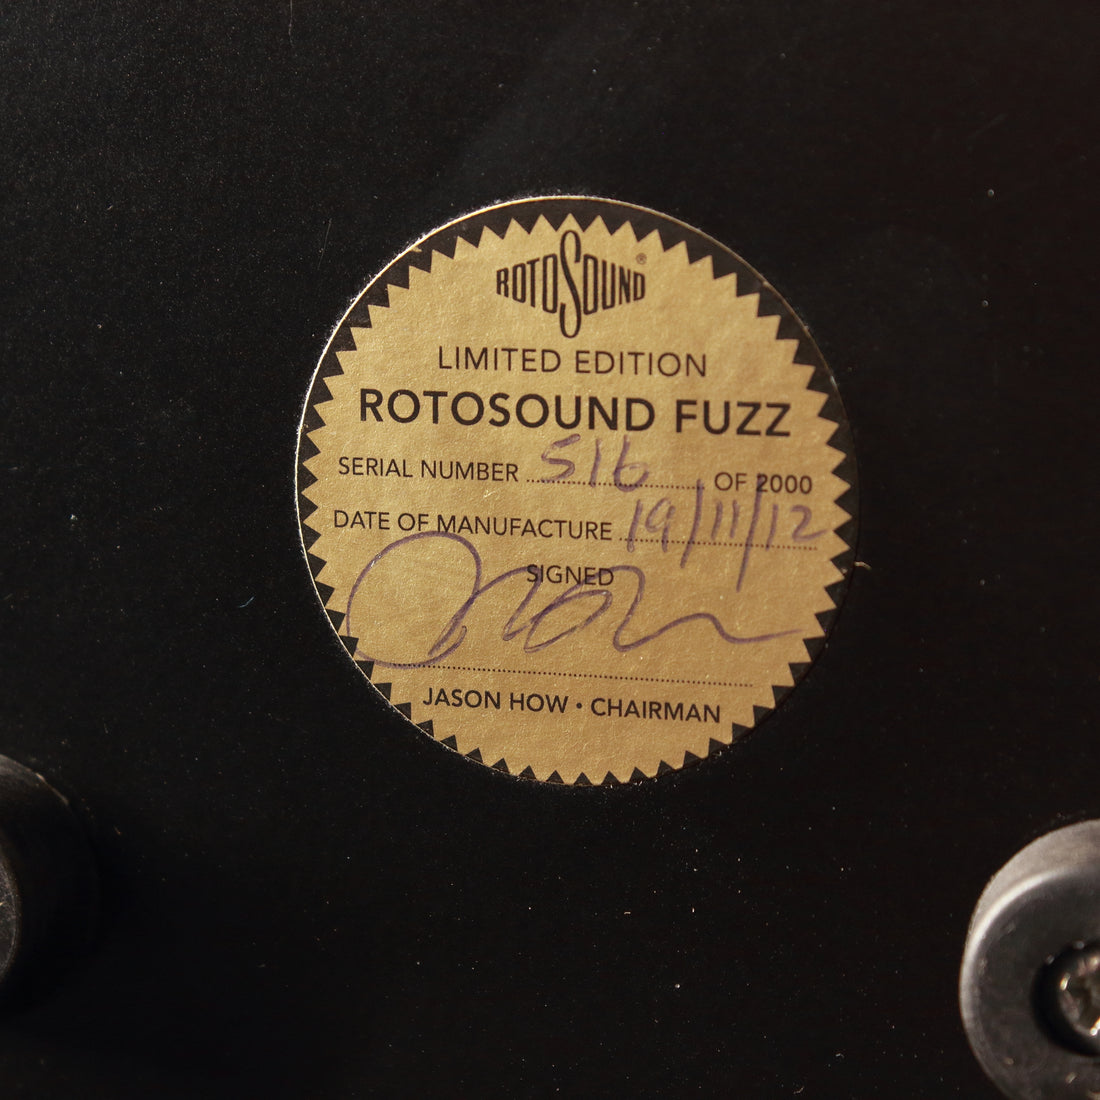 ROTOSOUND®
LIMITED EDITION
ROTOSOUND FUZZ
SERIAL NUMBER 516 OF 2000
DATE OF MANUFACTURE 19/11/12
SIGNED
JASON HOW • CHAIRMAN